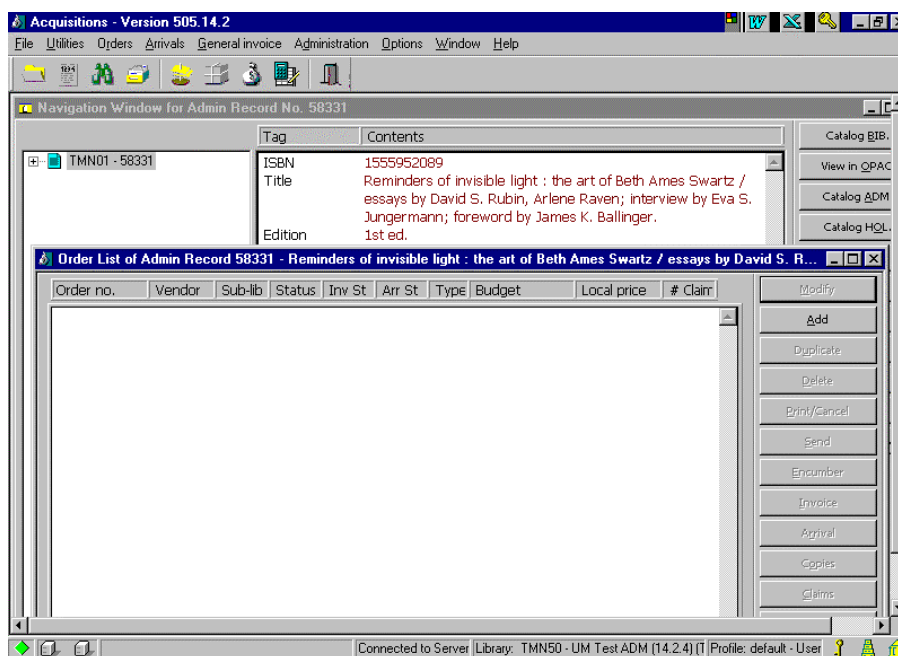 Acquisitions - Version 505.14.2
File Utilities Orders Arrivals General invoice Administration Options Window Help
Navigation Window for Admin Record No. 58331
Tag Contents
Catalog BIB.
TMN01 - 58331
ISBN 1555952089
View in OPAC
Title Reminders of invisible light : the art of Beth Ames Swartz /
essays by David S. Rubin, Arlene Raven; interview by Eva S.
Catalog ADM
Jungermann; foreword by James K. Ballinger.
Catalog HOL.
Edition 1st ed.
Order List of Admin Record 58331 - Reminders of invisible light : the art of Beth Ames Swartz / essays by David S. R...
Order no. Vendor Sub-lib Status Inv St Arr St Type Budget Local price # Claim
Modify
Add
Duplicate
Delete
Print/Cancel
Send
Encumber
Invoice
Arrival
Copies
Claims
Connected to Server Library: TMN50 - UM Test ADM (14.2.4) (T Profile: default - User